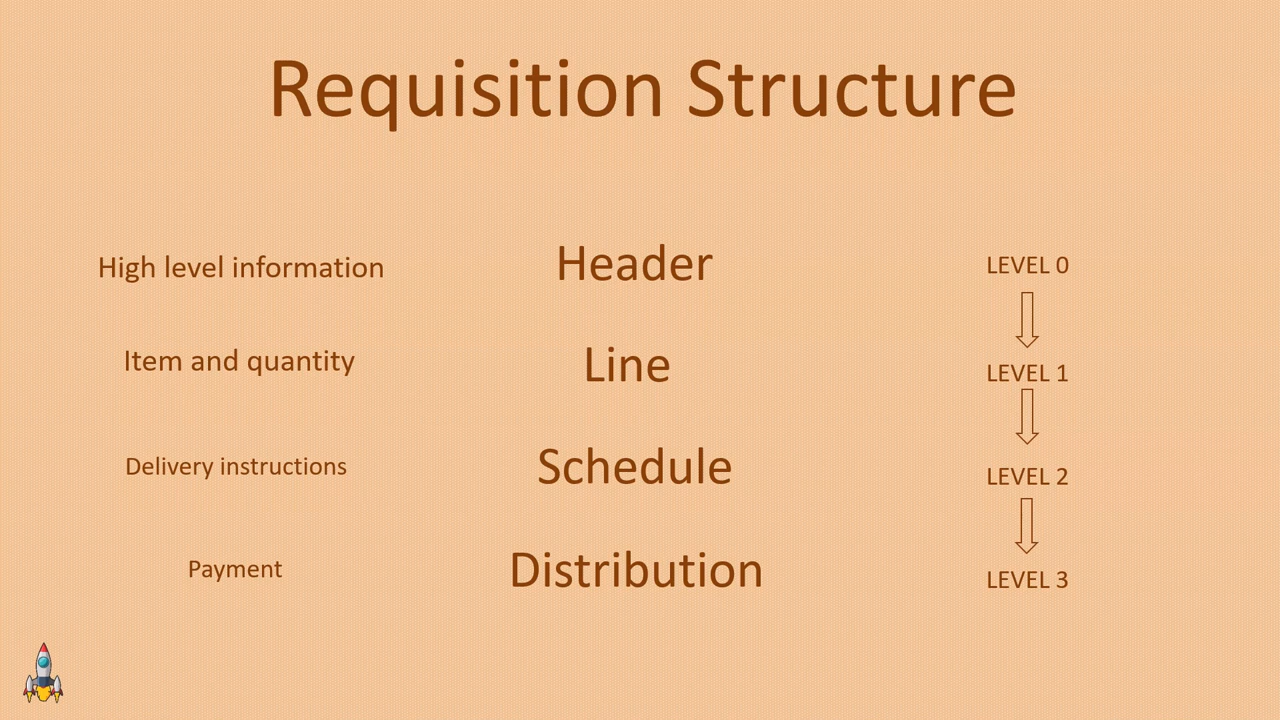 Requisition Structure
High level information Header LEVEL 0
Item and quantity Line LEVEL 1
Delivery instructions Schedule LEVEL 2
Payment Distribution LEVEL 3